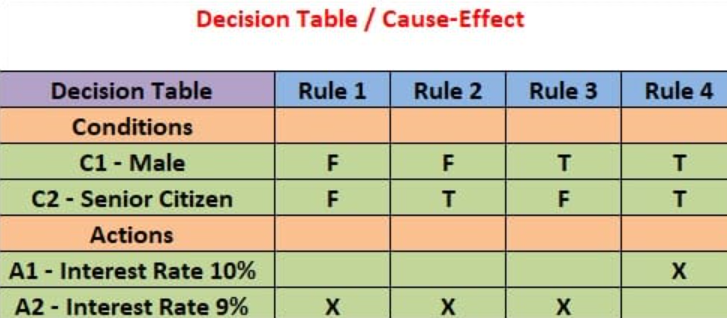 Decision Table / Cause-Effect
Decision Table Rule 1 Rule 2 Rule 3 Rule 4
Conditions
C1 - Male F F T T
C2 - Senior Citizen F T F T
Actions
A1 - Interest Rate 10% X
A2 - Interest Rate 9% X X X